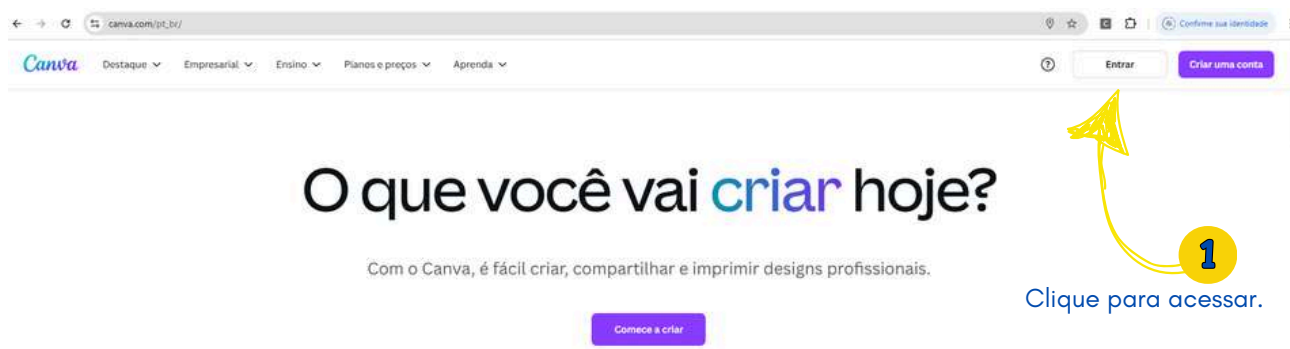 canva.com/pt_br/ Confirme sua identidade
Canva Destaque Empresarial Ensino Planos e preços Aprenda ? Entrar Criar uma conta
O que você vai criar hoje?
Com o Canva, é fácil criar, compartilhar e imprimir designs profissionais.
1
Clique para acessar.
Comece a criar